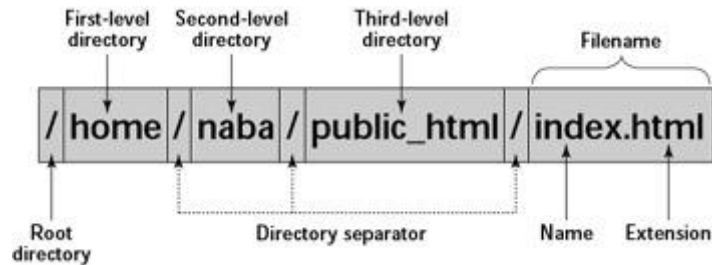 First-level
directory
Second-level
directory
Third-level
directory
Filename
/ home / naba / public_html / index.html
Root
directory
Directory separator
Name
Extension